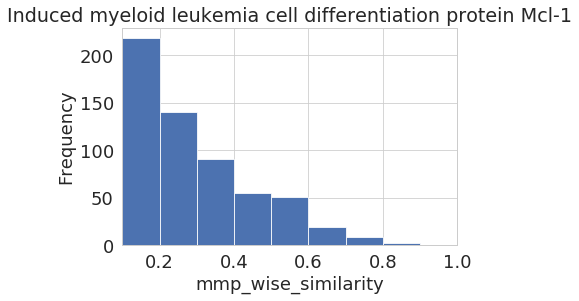 Induced myeloid leukemia cell differentiation protein Mcl-1
Frequency
200
150
100
50
0
0.2 0.4 0.6 0.8 1.0
mmp_wise_similarity